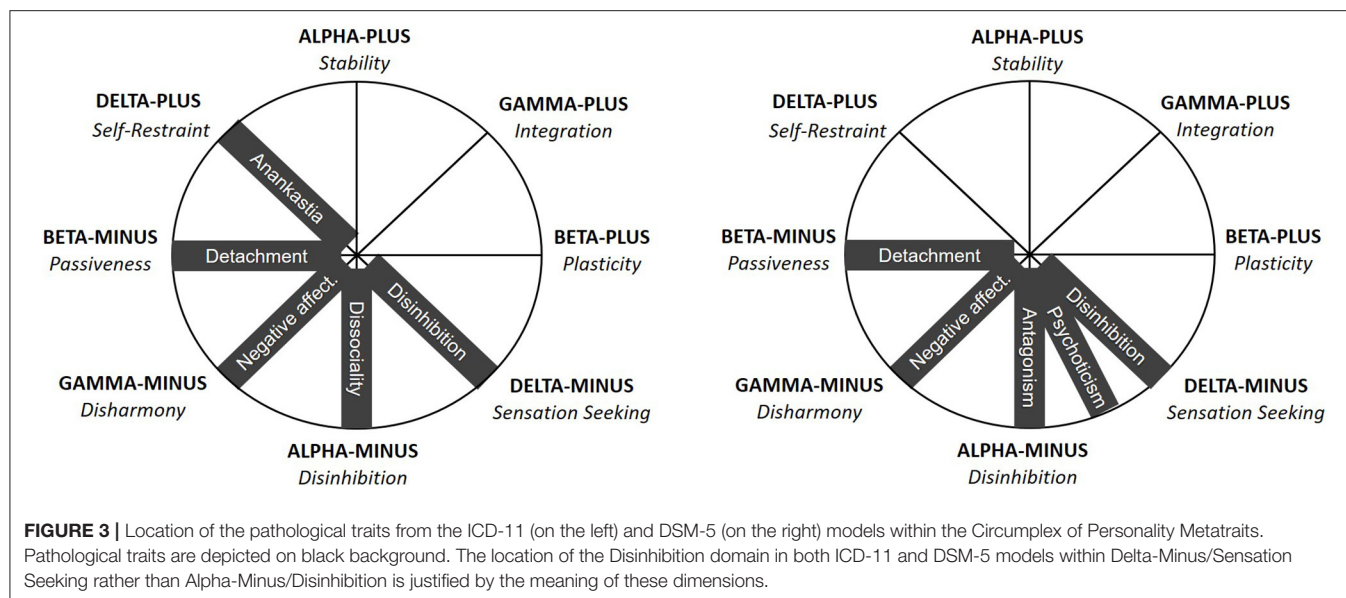 ALPHA-PLUS
Stability
DELTA-PLUS
Self-Restraint
GAMMA-PLUS
Integration
Anankastia
BETA-MINUS
Passiveness
Detachment
BETA-PLUS
Plasticity
Negative affect.
Dissociality
Disinhibition
GAMMA-MINUS
Disharmony
DELTA-MINUS
Sensation Seeking
ALPHA-MINUS
Disinhibition
ALPHA-PLUS
Stability
DELTA-PLUS
Self-Restraint
GAMMA-PLUS
Integration
BETA-MINUS
Passiveness
Detachment
BETA-PLUS
Plasticity
Negative affect.
Antagonism
Psychoticism
Disinhibition
GAMMA-MINUS
Disharmony
DELTA-MINUS
Sensation Seeking
ALPHA-MINUS
Disinhibition
FIGURE 3 | Location of the pathological traits from the ICD-11 (on the left) and DSM-5 (on the right) models within the Circumplex of Personality Metatraits.
Pathological traits are depicted on black background. The location of the Disinhibition domain in both ICD-11 and DSM-5 models within Delta-Minus/Sensation
Seeking rather than Alpha-Minus/Disinhibition is justified by the meaning of these dimensions.